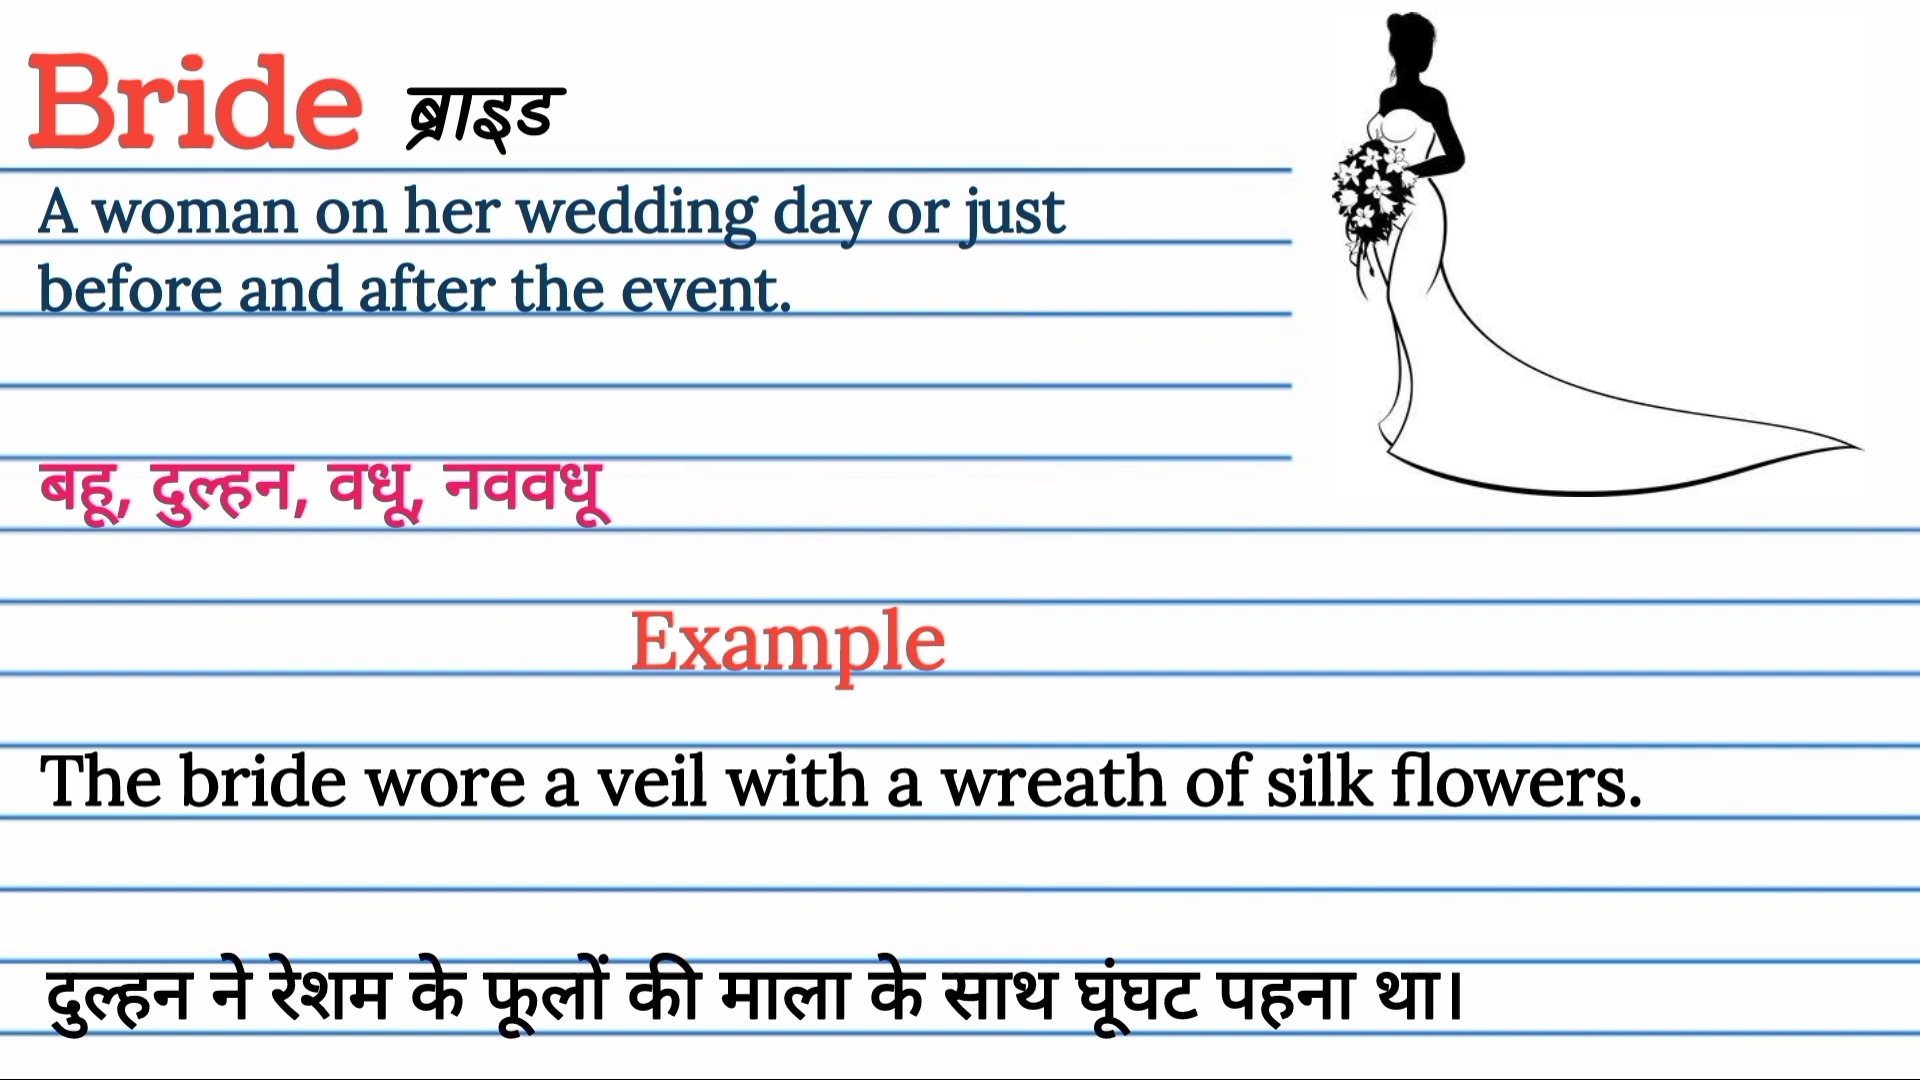 Bride ब्राइड
A woman on her wedding day or just
before and after the event.
बहू, दुल्हन, वधू, नववधू
Example
The bride wore a veil with a wreath of silk flowers.
दुल्हन ने रेशम के फूलों की माला के साथ घूंघट पहना था।